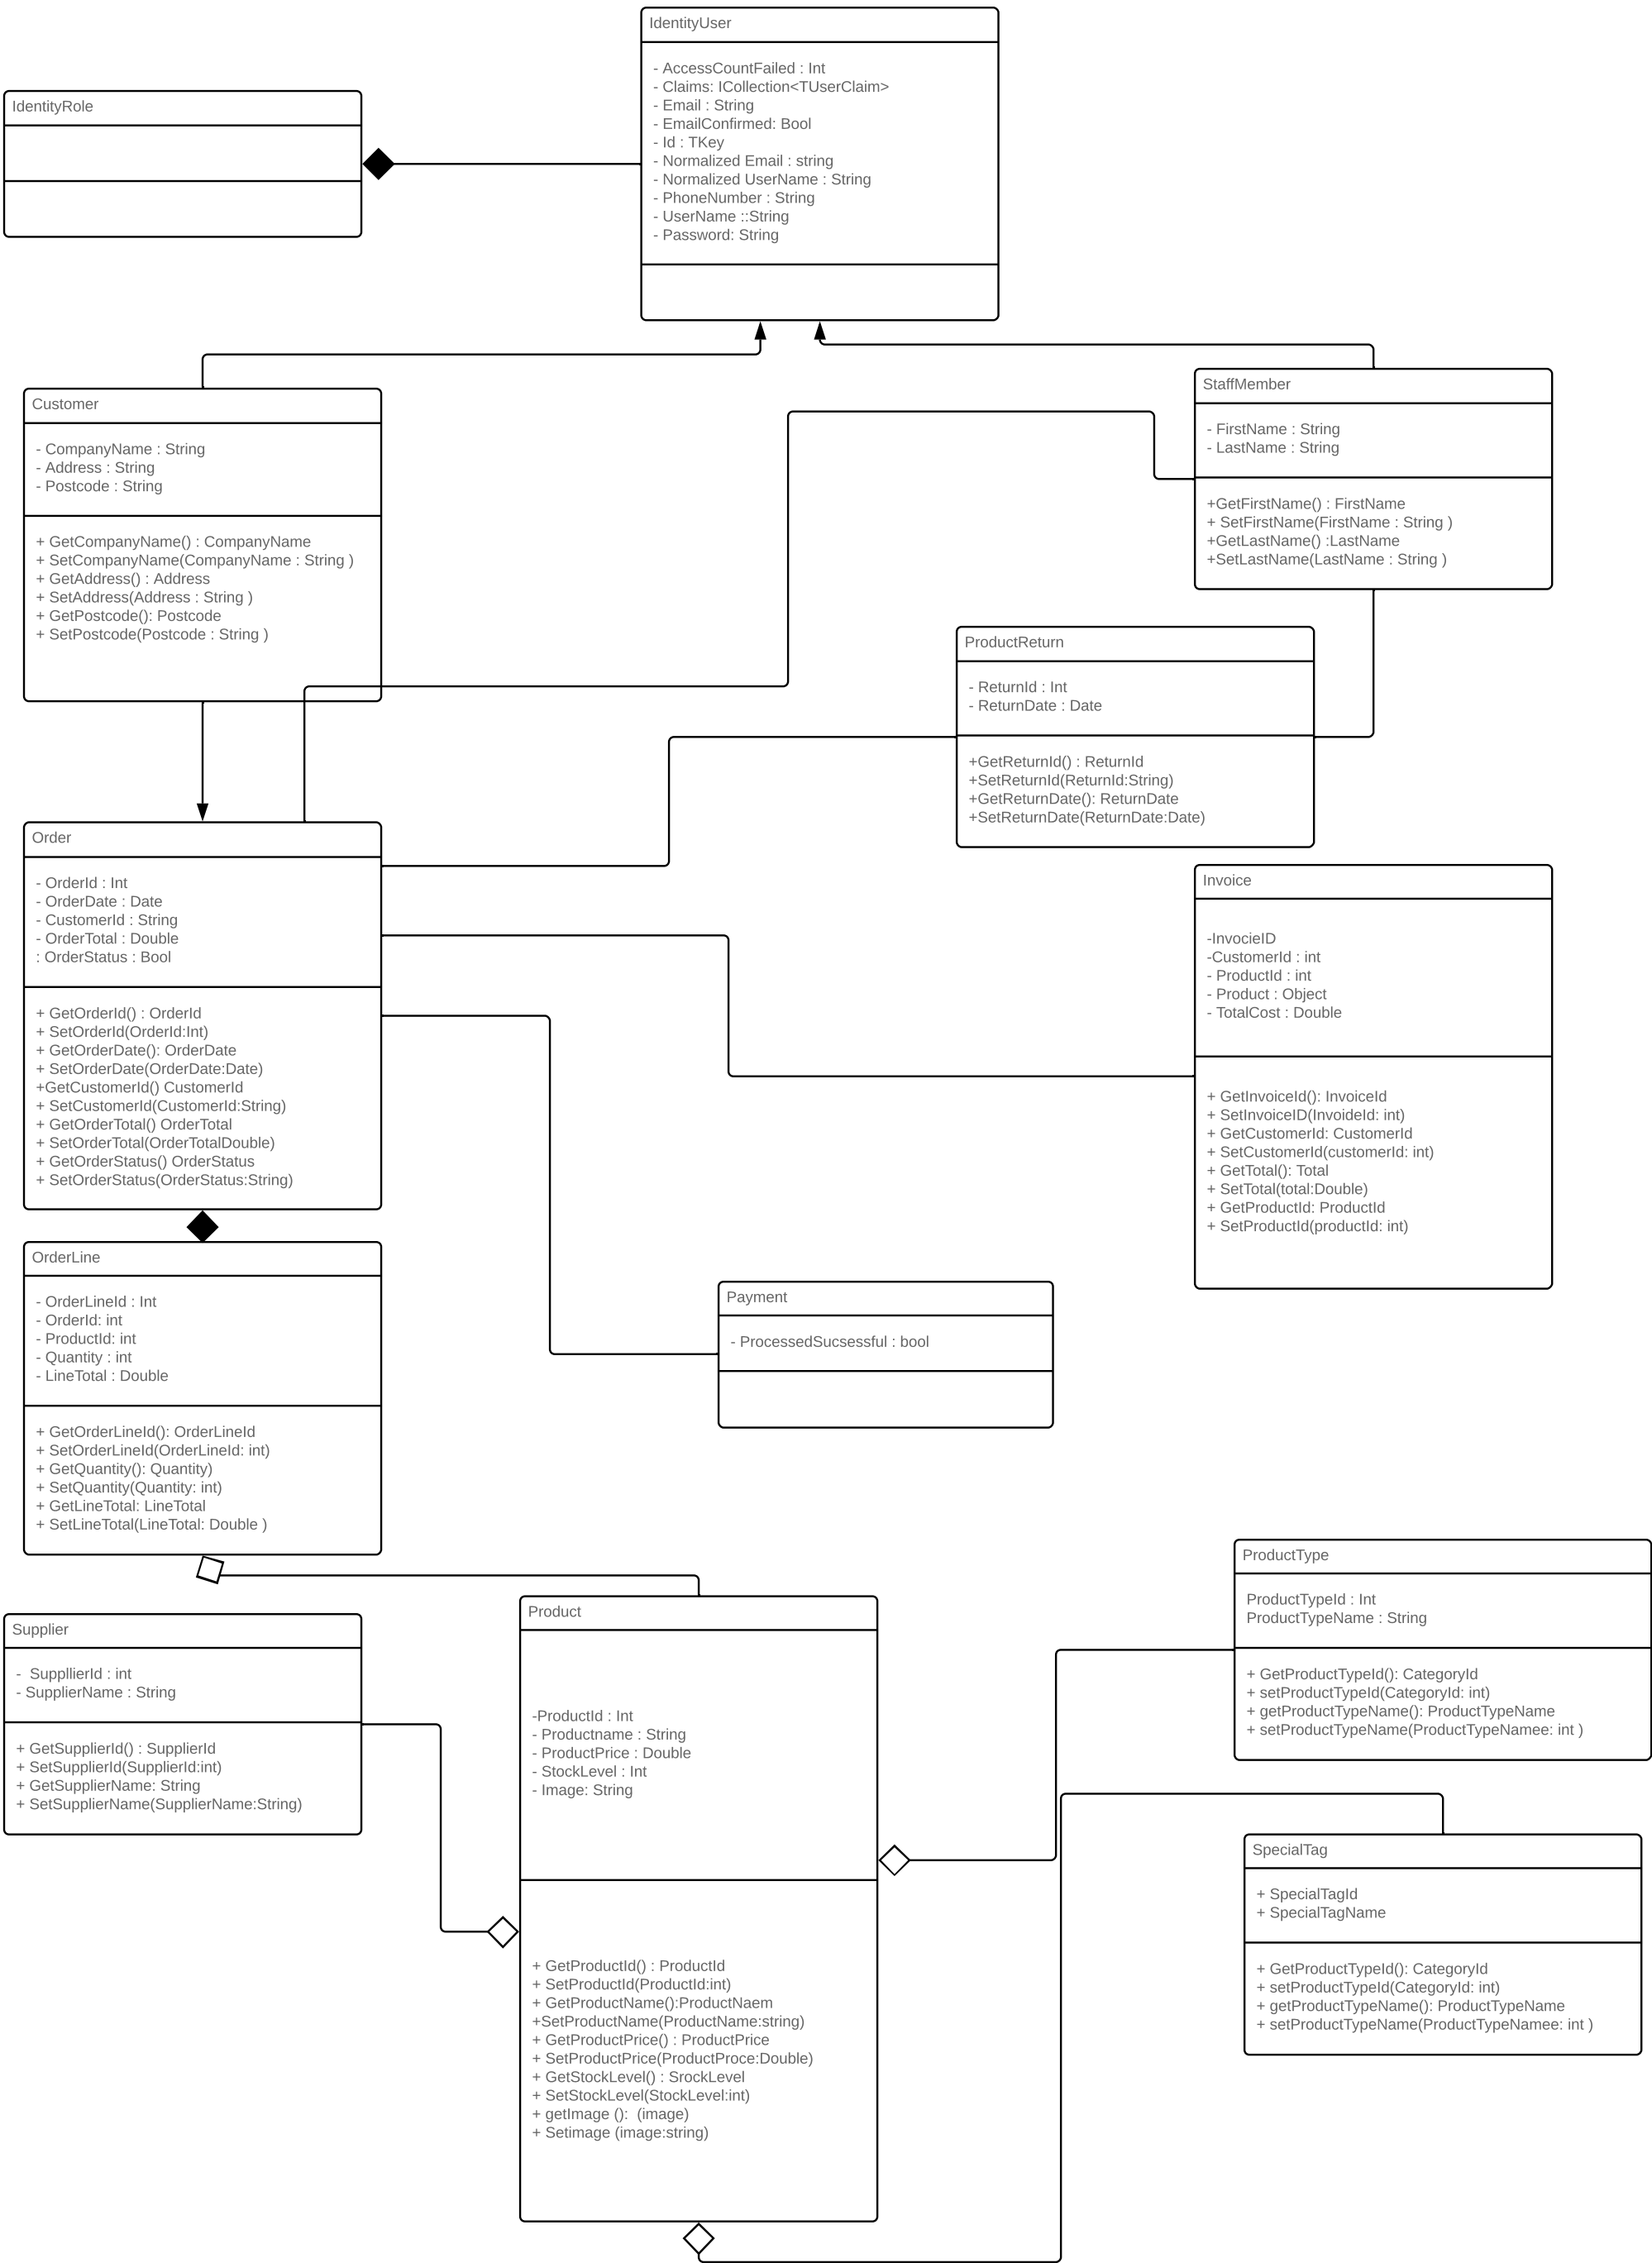 IdentityUser
- AccessCountFailed : Int
- Claims: ICollection<TUserClaim>
- Email : String
- EmailConfirmed: Bool
- Id : TKey
- Normalized Email : string
- Normalized UserName : String
- PhoneNumber : String
- UserName ::String
- Password: String
IdentityRole
Customer
- CompanyName : String
- Address : String
- Postcode : String
+ GetCompanyName() : CompanyName
+ SetCompanyName(CompanyName : String )
+ GetAddress() : Address
+ SetAddress(Address : String )
+ GetPostcode(): Postcode
+ SetPostcode(Postcode : String )
StaffMember
- FirstName : String
- LastName : String
+GetFirstName() : FirstName
+ SetFirstName(FirstName : String )
+GetLastName() :LastName
+SetLastName(LastName : String )
ProductReturn
- ReturnId : Int
- ReturnDate : Date
+GetReturnId() : ReturnId
+SetReturnId(ReturnId:String)
+GetReturnDate(): ReturnDate
+SetReturnDate(ReturnDate:Date)
Order
- OrderId : Int
- OrderDate : Date
- CustomerId : String
- OrderTotal : Double
: OrderStatus : Bool
+ GetOrderId() : OrderId
+ SetOrderId(OrderId:Int)
+ GetOrderDate(): OrderDate
+ SetOrderDate(OrderDate:Date)
+GetCustomerId() CustomerId
+ SetCustomerId(CustomerId:String)
+ GetOrderTotal() OrderTotal
+ SetOrderTotal(OrderTotalDouble)
+ GetOrderStatus() OrderStatus
+ SetOrderStatus(OrderStatus:String)
Invoice
-InvocieID
-CustomerId : int
- ProductId : int
- Product : Object
- TotalCost : Double
+ GetInvoiceId(): InvoiceId
+ SetInvoiceID(InvoideId: int)
+ GetCustomerId: CustomerId
+ SetCustomerId(customerId: int)
+ GetTotal(): Total
+ SetTotal(total:Double)
+ GetProductId: ProductId
+ SetProductId(productId: int)
OrderLine
- OrderLineId : Int
- OrderId: int
- ProductId: int
- Quantity : int
- LineTotal : Double
+ GetOrderLineId(): OrderLineId
+ SetOrderLineId(OrderLineId: int)
+ GetQuantity(): Quantity)
+ SetQuantity(Quantity: int)
+ GetLineTotal: LineTotal
+ SetLineTotal(LineTotal: Double )
Payment
- ProcessedSucsessful : bool
Supplier
-  SuppllierId : int
- SupplierName : String
+ GetSupplierId() : SupplierId
+ SetSupplierId(SupplierId:int)
+ GetSupplierName: String
+ SetSupplierName(SupplierName:String)
Product
-ProductId : Int
- Productname : String
- ProductPrice : Double
- StockLevel : Int
- Image: String
+ GetProductId() : ProductId
+ SetProductId(ProductId:int)
+ GetProductName():ProductNaem
+SetProductName(ProductName:string)
+ GetProductPrice() : ProductPrice
+ SetProductPrice(ProductProce:Double)
+ GetStockLevel() : SrockLevel
+ SetStockLevel(StockLevel:int)
+ getImage ():  (image)
+ Setimage (image:string)
ProductType
ProductTypeId : Int
ProductTypeName : String
+ GetProductTypeId(): CategoryId
+ setProductTypeId(CategoryId: int)
+ getProductTypeName(): ProductTypeName
+ setProductTypeName(ProductTypeNamee: int )
SpecialTag
+ SpecialTagId
+ SpecialTagName
+ GetProductTypeId(): CategoryId
+ setProductTypeId(CategoryId: int)
+ getProductTypeName(): ProductTypeName
+ setProductTypeName(ProductTypeNamee: int )